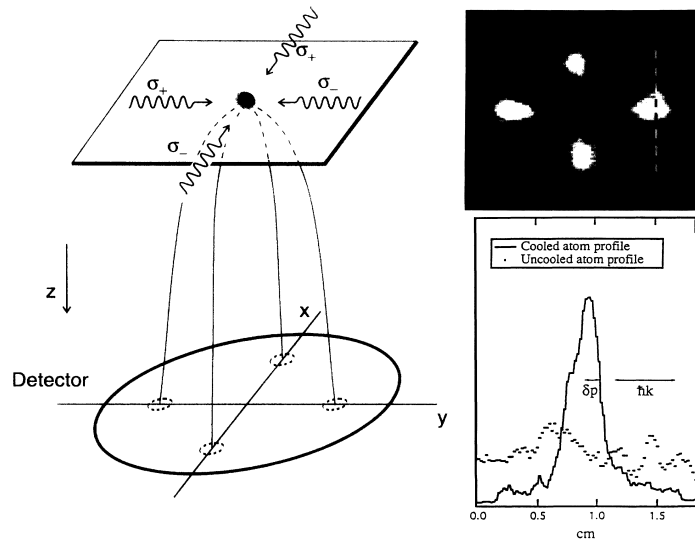 σ₊
σ₊
σ₋
σ₋
z
x
Detector
y
Cooled atom profile
Uncooled atom profile
δp
ħk
0.0 0.5 1.0 1.5
cm